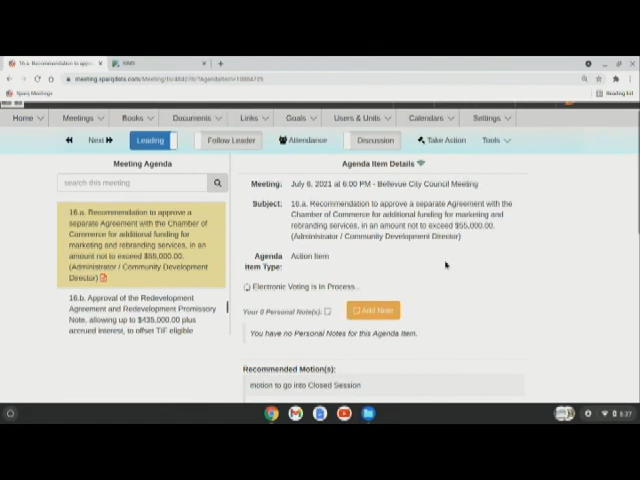 16.a. Recommendation to appro
Home Meetings Books Documents Links Goals Users & Units Calendars Settings
Reading list
Sparq Meetings
Next Leading Follow Leader Attendance Discussion Take Action Tools
Meeting Agenda
search this meeting
16.a. Recommendation to approve a
separate Agreement with the Chamber
of Commerce for additional funding for
marketing and rebranding services, in an
amount not to exceed $55,000.00.
(Administrator / Community Development
Director)
16.b. Approval of the Redevelopment
Agreement and Redevelopment Promissory
Note, allowing up to $435,000.00 plus
accrued interest, to offset TIF eligible
Agenda Item Details
Meeting: July 6, 2021 at 6:00 PM - Bellevue City Council Meeting
Subject: 16.a. Recommendation to approve a separate Agreement with the
Chamber of Commerce for additional funding for marketing and
rebranding services, in an amount not to exceed $55,000.00.
(Administrator / Community Development Director)
Agenda Item Type: Action Item
Electronic Voting is In Process...
Your 0 Personal Note(s): Add Note
You have no Personal Notes for this Agenda Item.
Recommended Motion(s):
motion to go into Closed Session